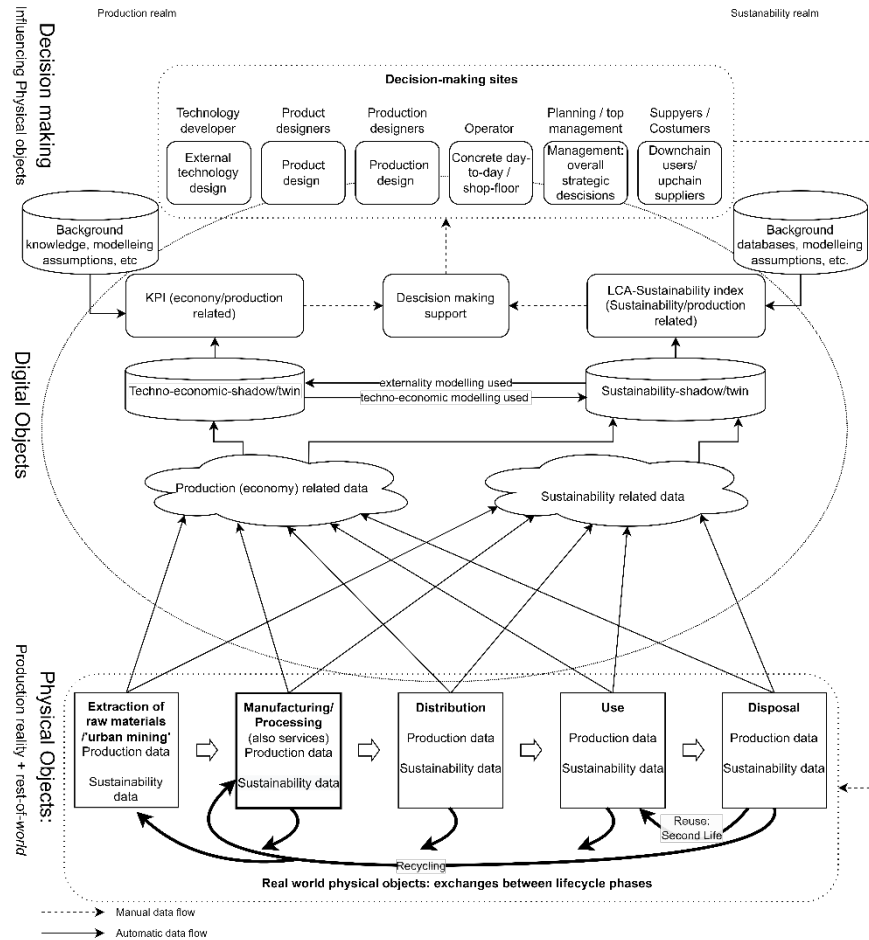 Production realm
Sustanability realm
Decision making
Influencing Physical objects
Decision-making sites
Technology
developer
Product
designers
Production
designers
Operator
Planning / top
management
Suppyers /
Costumers
External
technology
design
Product
design
Production
design
Concrete day-
to-day /
shop-floor
Management:
overall
strategic
descisions
Downchain
users/
upchain
suppliers
Background
knowledge, modelleing
assumptions, etc
Background
databases, modelleing
assumptions, etc.
KPI (economy/production
related)
Descision making
support
LCA-Sustainability index
(Sustainability/production
related)
Digital Objects
Techno-economic-shadow/twin
externality modelling used
techno-economic modelling used
Sustainability-shadow/twin
Production (economy) related data
Sustainability related data
Physical Objects:
Production reality + rest-of-world
Extraction of
raw materials
/'urban mining'
Production data
Sustainability
data
Manufacturing/
Processing
(also services)
Production data
Sustainability data
Distribution
Production data
Sustainability data
Use
Production data
Sustainability data
Disposal
Production data
Sustainability data
Reuse:
Second Life
Recycling
Real world physical objects: exchanges between lifecycle phases
Manual data flow
Automatic data flow